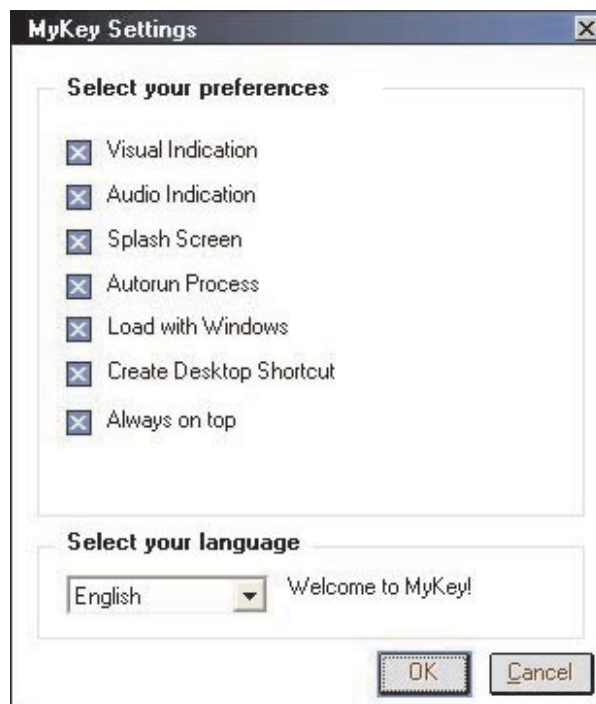 MyKey Settings
Select your preferences
Visual Indication
Audio Indication
Splash Screen
Autorun Process
Load with Windows
Create Desktop Shortcut
Always on top
Select your language
English
Welcome to MyKey!
OK
Cancel